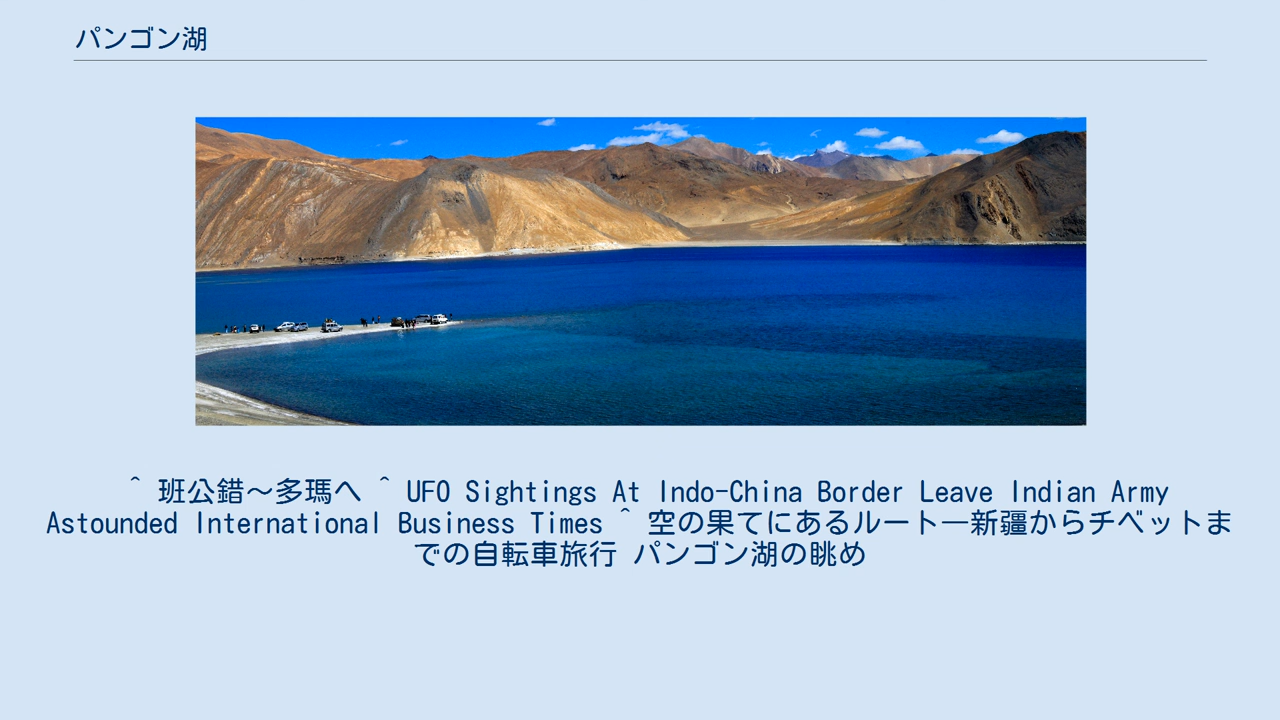 パンゴン湖
^ 班公錯〜多瑪へ ^ UFO Sightings At Indo-China Border Leave Indian Army
Astounded International Business Times ^ 空の果てにあるルート―新疆からチベットま
での自転車旅行 パンゴン湖の眺め